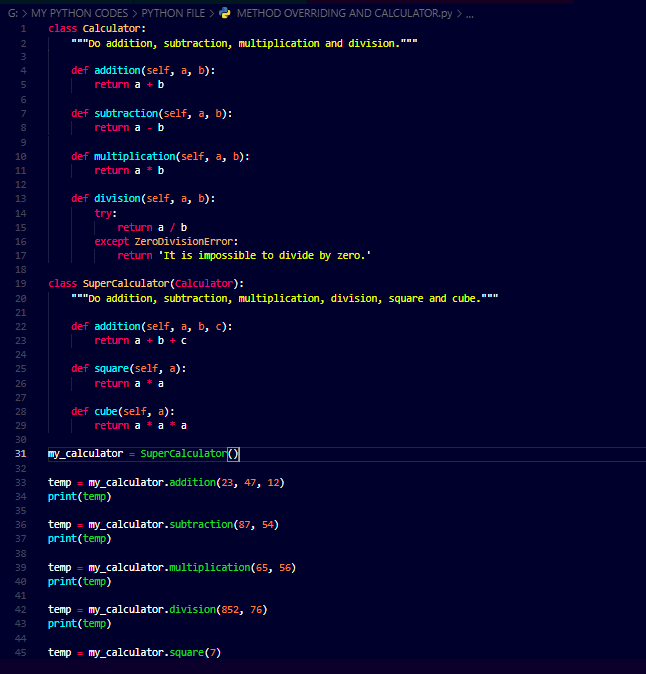 G: > MY PYTHON CODES > PYTHON FILE > METHOD OVERRIDING AND CALCULATOR.py > ...
1 class Calculator:
2     """Do addition, subtraction, multiplication and division."""
3
4     def addition(self, a, b):
5         return a + b
6
7     def subtraction(self, a, b):
8         return a - b
9
10     def multiplication(self, a, b):
11         return a * b
12
13     def division(self, a, b):
14         try:
15             return a / b
16         except ZeroDivisionError:
17             return 'It is impossible to divide by zero.'
18
19 class SuperCalculator(Calculator):
20     """Do addition, subtraction, multiplication, division, square and cube."""
21
22     def addition(self, a, b, c):
23         return a + b + c
24
25     def square(self, a):
26         return a * a
27
28     def cube(self, a):
29         return a * a * a
30
31 my_calculator = SuperCalculator()
32
33 temp = my_calculator.addition(23, 47, 12)
34 print(temp)
35
36 temp = my_calculator.subtraction(87, 54)
37 print(temp)
38
39 temp = my_calculator.multiplication(65, 56)
40 print(temp)
41
42 temp = my_calculator.division(852, 76)
43 print(temp)
44
45 temp = my_calculator.square(7)